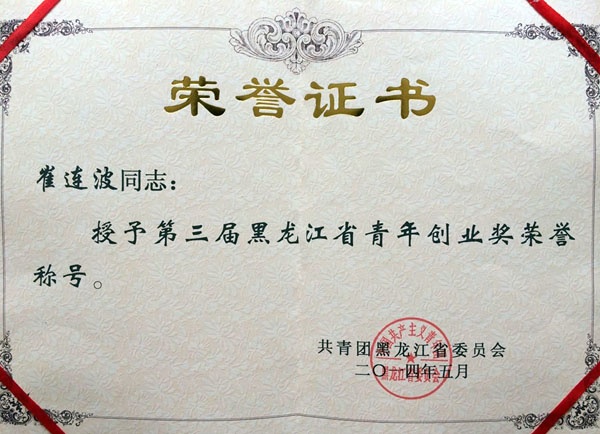 荣誉证书
崔连波同志：
授予第三届黑龙江省青年创业奖荣誉
称号。
共青团黑龙江省委员会
二〇一四年五月